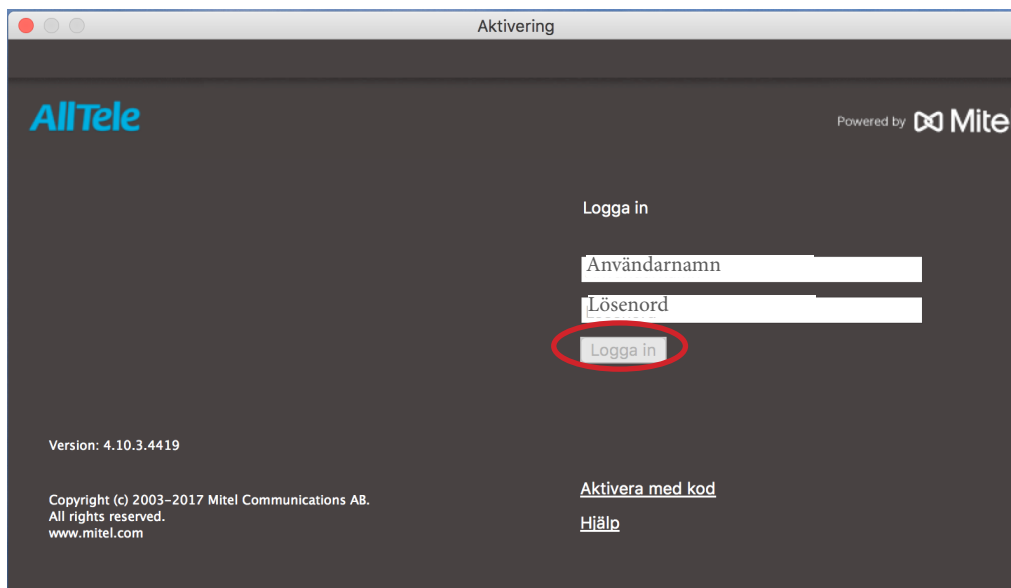 Aktivering
AllTele
Powered by Mite
Logga in
Användarnamn
Lösenord
Logga in
Version: 4.10.3.4419
Copyright (c) 2003–2017 Mitel Communications AB.
All rights reserved.
www.mitel.com
Aktivera med kod
Hjälp